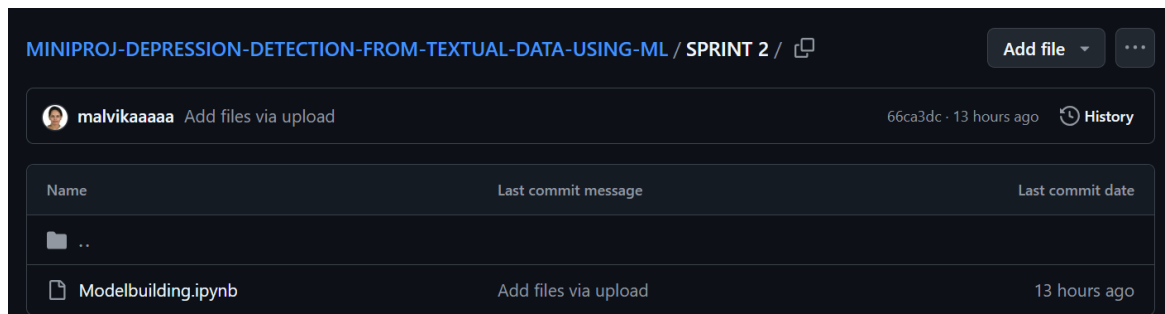 MINIPROJ-DEPRESSION-DETECTION-FROM-TEXTUAL-DATA-USING-ML / SPRINT 2 / Add file ...
malvikaaaaa Add files via upload 66ca3dc · 13 hours ago History
Name Last commit message Last commit date
..
Modelbuilding.ipynb Add files via upload 13 hours ago